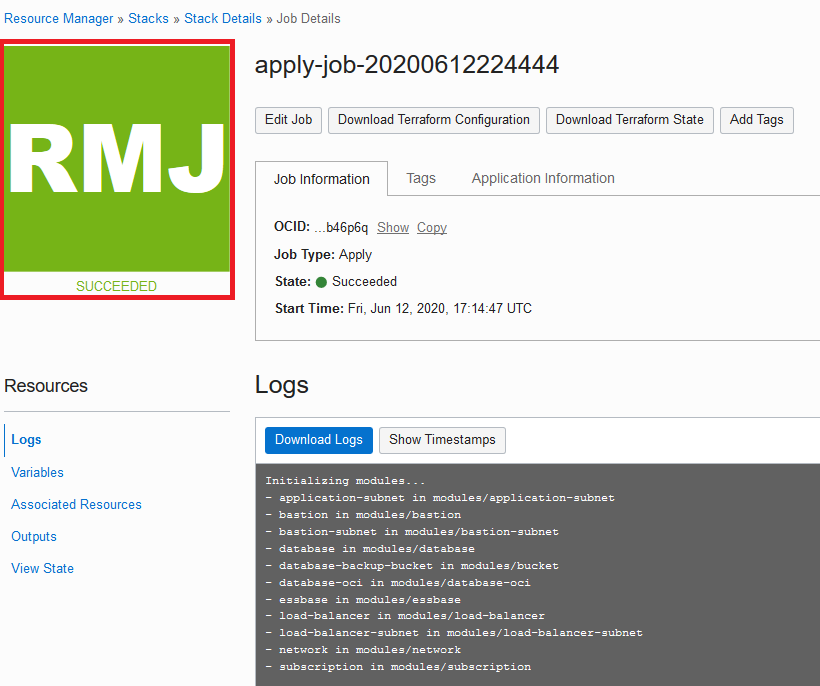 Resource Manager » Stacks » Stack Details » Job Details
RMJ
SUCCEEDED
apply-job-20200612224444
Edit Job
Download Terraform Configuration
Download Terraform State
Add Tags
Job Information
Tags
Application Information
OCID: ...b46p6q Show Copy
Job Type: Apply
State: Succeeded
Start Time: Fri, Jun 12, 2020, 17:14:47 UTC
Resources
Logs
Variables
Associated Resources
Outputs
View State
Logs
Download Logs
Show Timestamps
Initializing modules...
- application-subnet in modules/application-subnet
- bastion in modules/bastion
- bastion-subnet in modules/bastion-subnet
- database in modules/database
- database-backup-bucket in modules/bucket
- database-oci in modules/database-oci
- essbase in modules/essbase
- load-balancer in modules/load-balancer
- load-balancer-subnet in modules/load-balancer-subnet
- network in modules/network
- subscription in modules/subscription